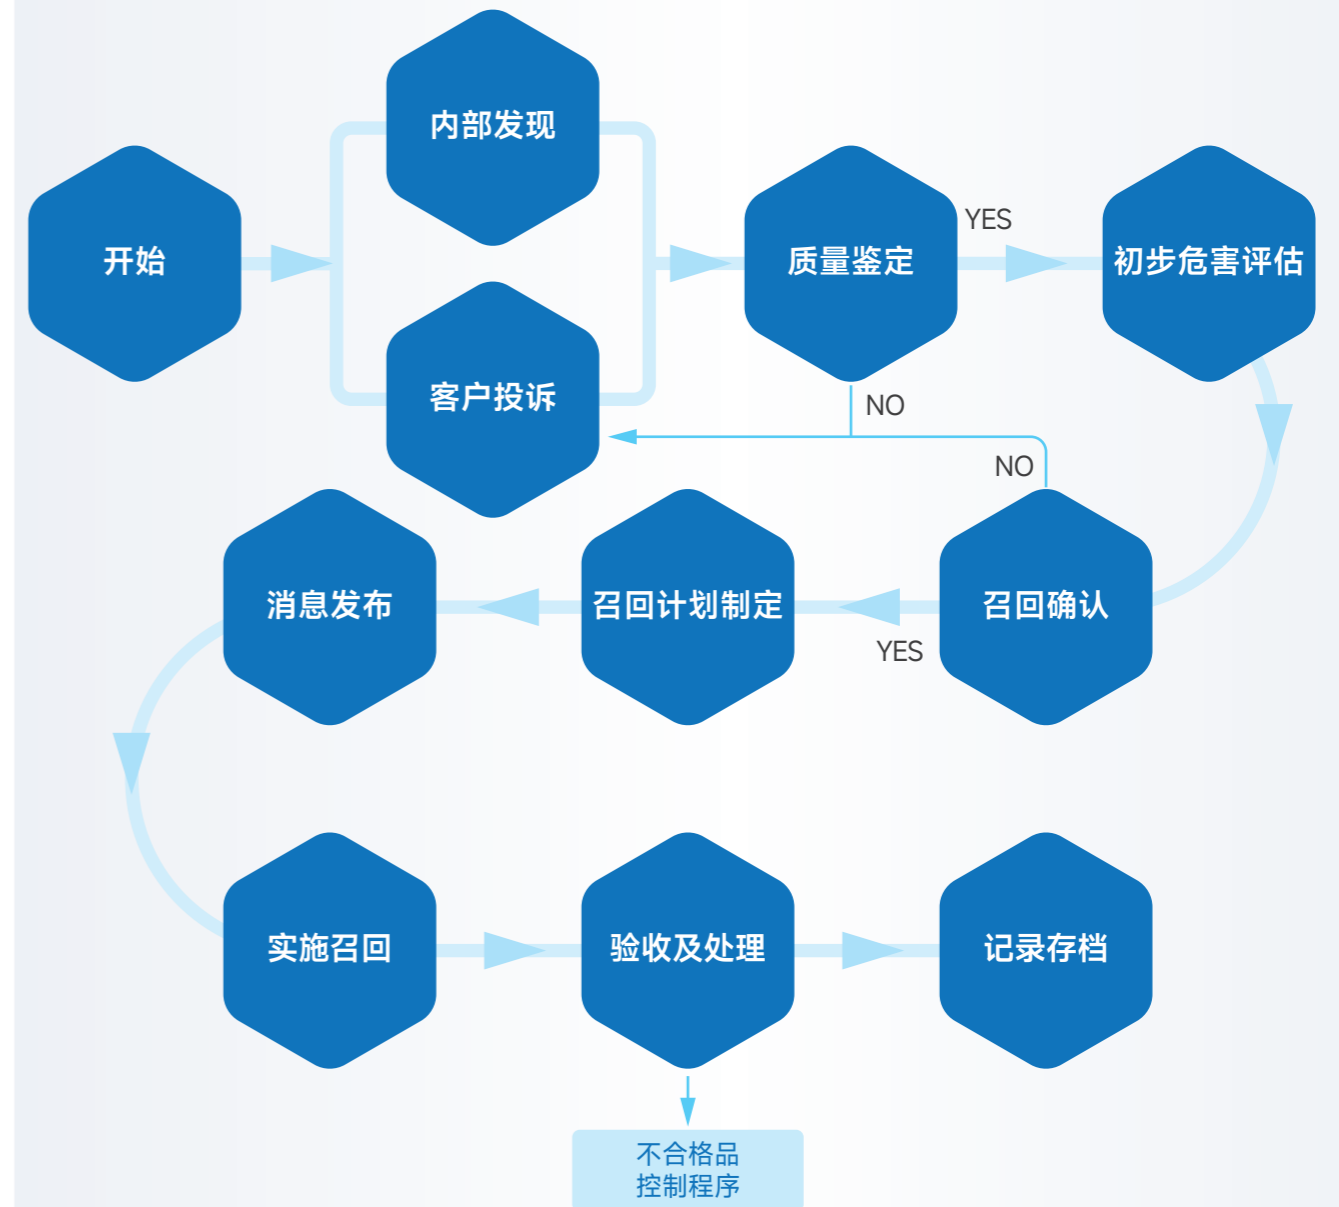 内部发现
开始
质量鉴定
YES
初步危害评估
客户投诉
NO
NO
消息发布
召回计划制定
召回确认
YES
实施召回
验收及处理
记录存档
不合格品
控制程序